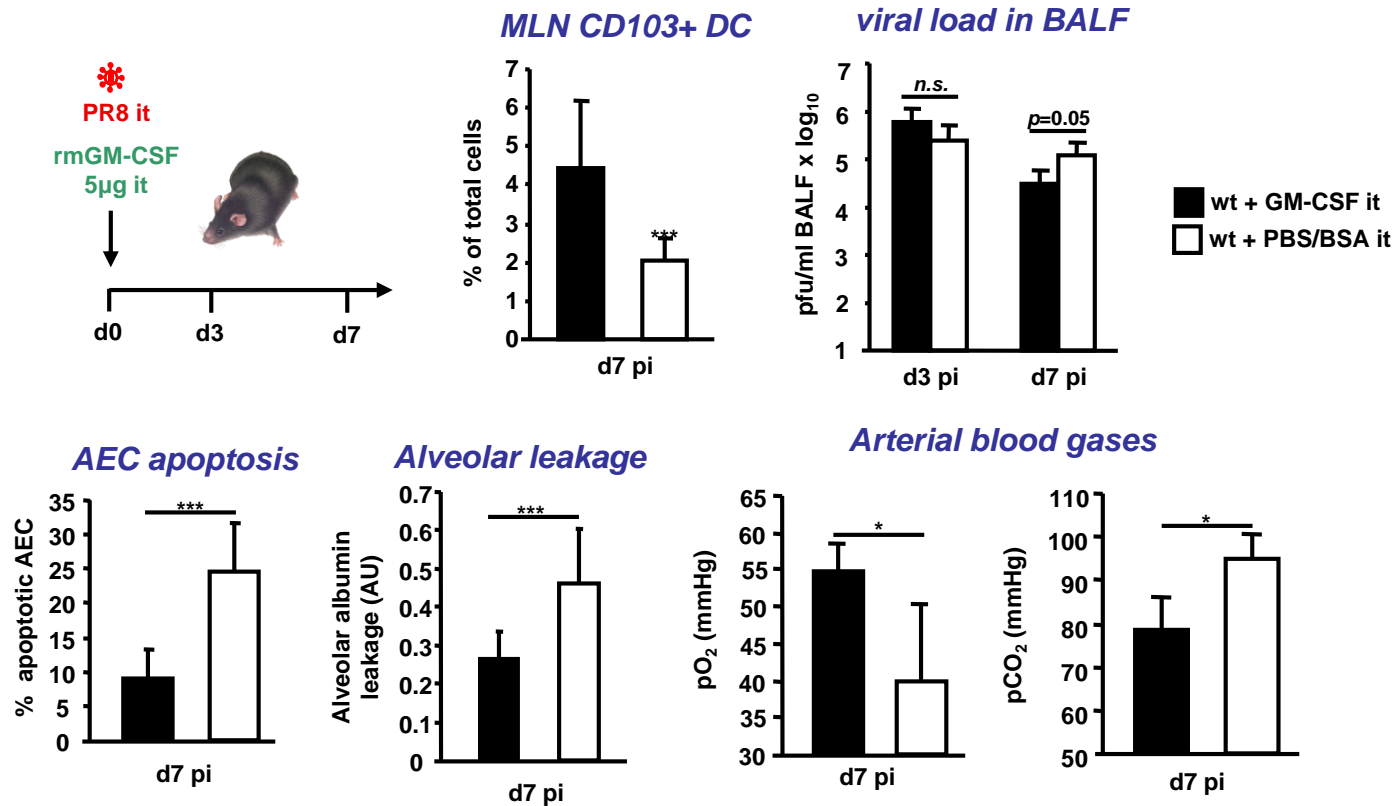 PR8 it
rmGM-CSF
5µg it
d0
d3
d7
MLN CD103+ DC
% of total cells
7
6
5
4
3
2
1
0
***
d7 pi
viral load in BALF
pfu/ml BALF x log10
7
6
5
4
3
2
1
n.s.
p=0.05
d3 pi
d7 pi
wt + GM-CSF it
wt + PBS/BSA it
AEC apoptosis
% apoptotic AEC
35
30
25
20
15
10
5
0
***
d7 pi
Alveolar leakage
Alveolar albumin
leakage (AU)
0.7
0.6
0.5
0.4
0.3
0.2
0.1
0
***
d7 pi
Arterial blood gases
pO2 (mmHg)
65
60
55
50
45
40
35
30
*
d7 pi
pCO2 (mmHg)
110
100
90
80
70
60
50
*
d7 pi